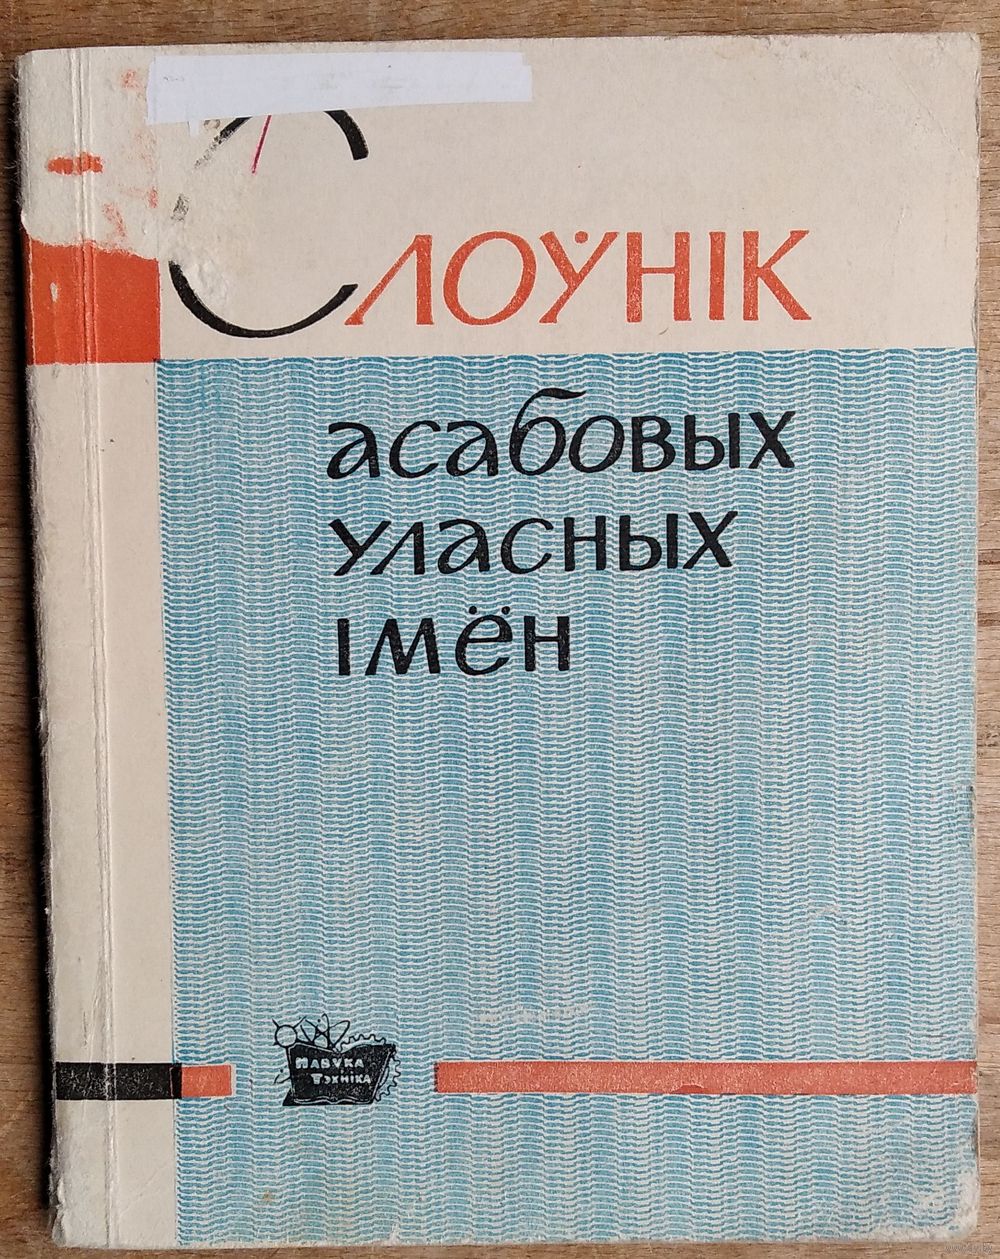 Слоўнік
асабовых
уласных
імён
НАВУКА
ТЭХНІКА